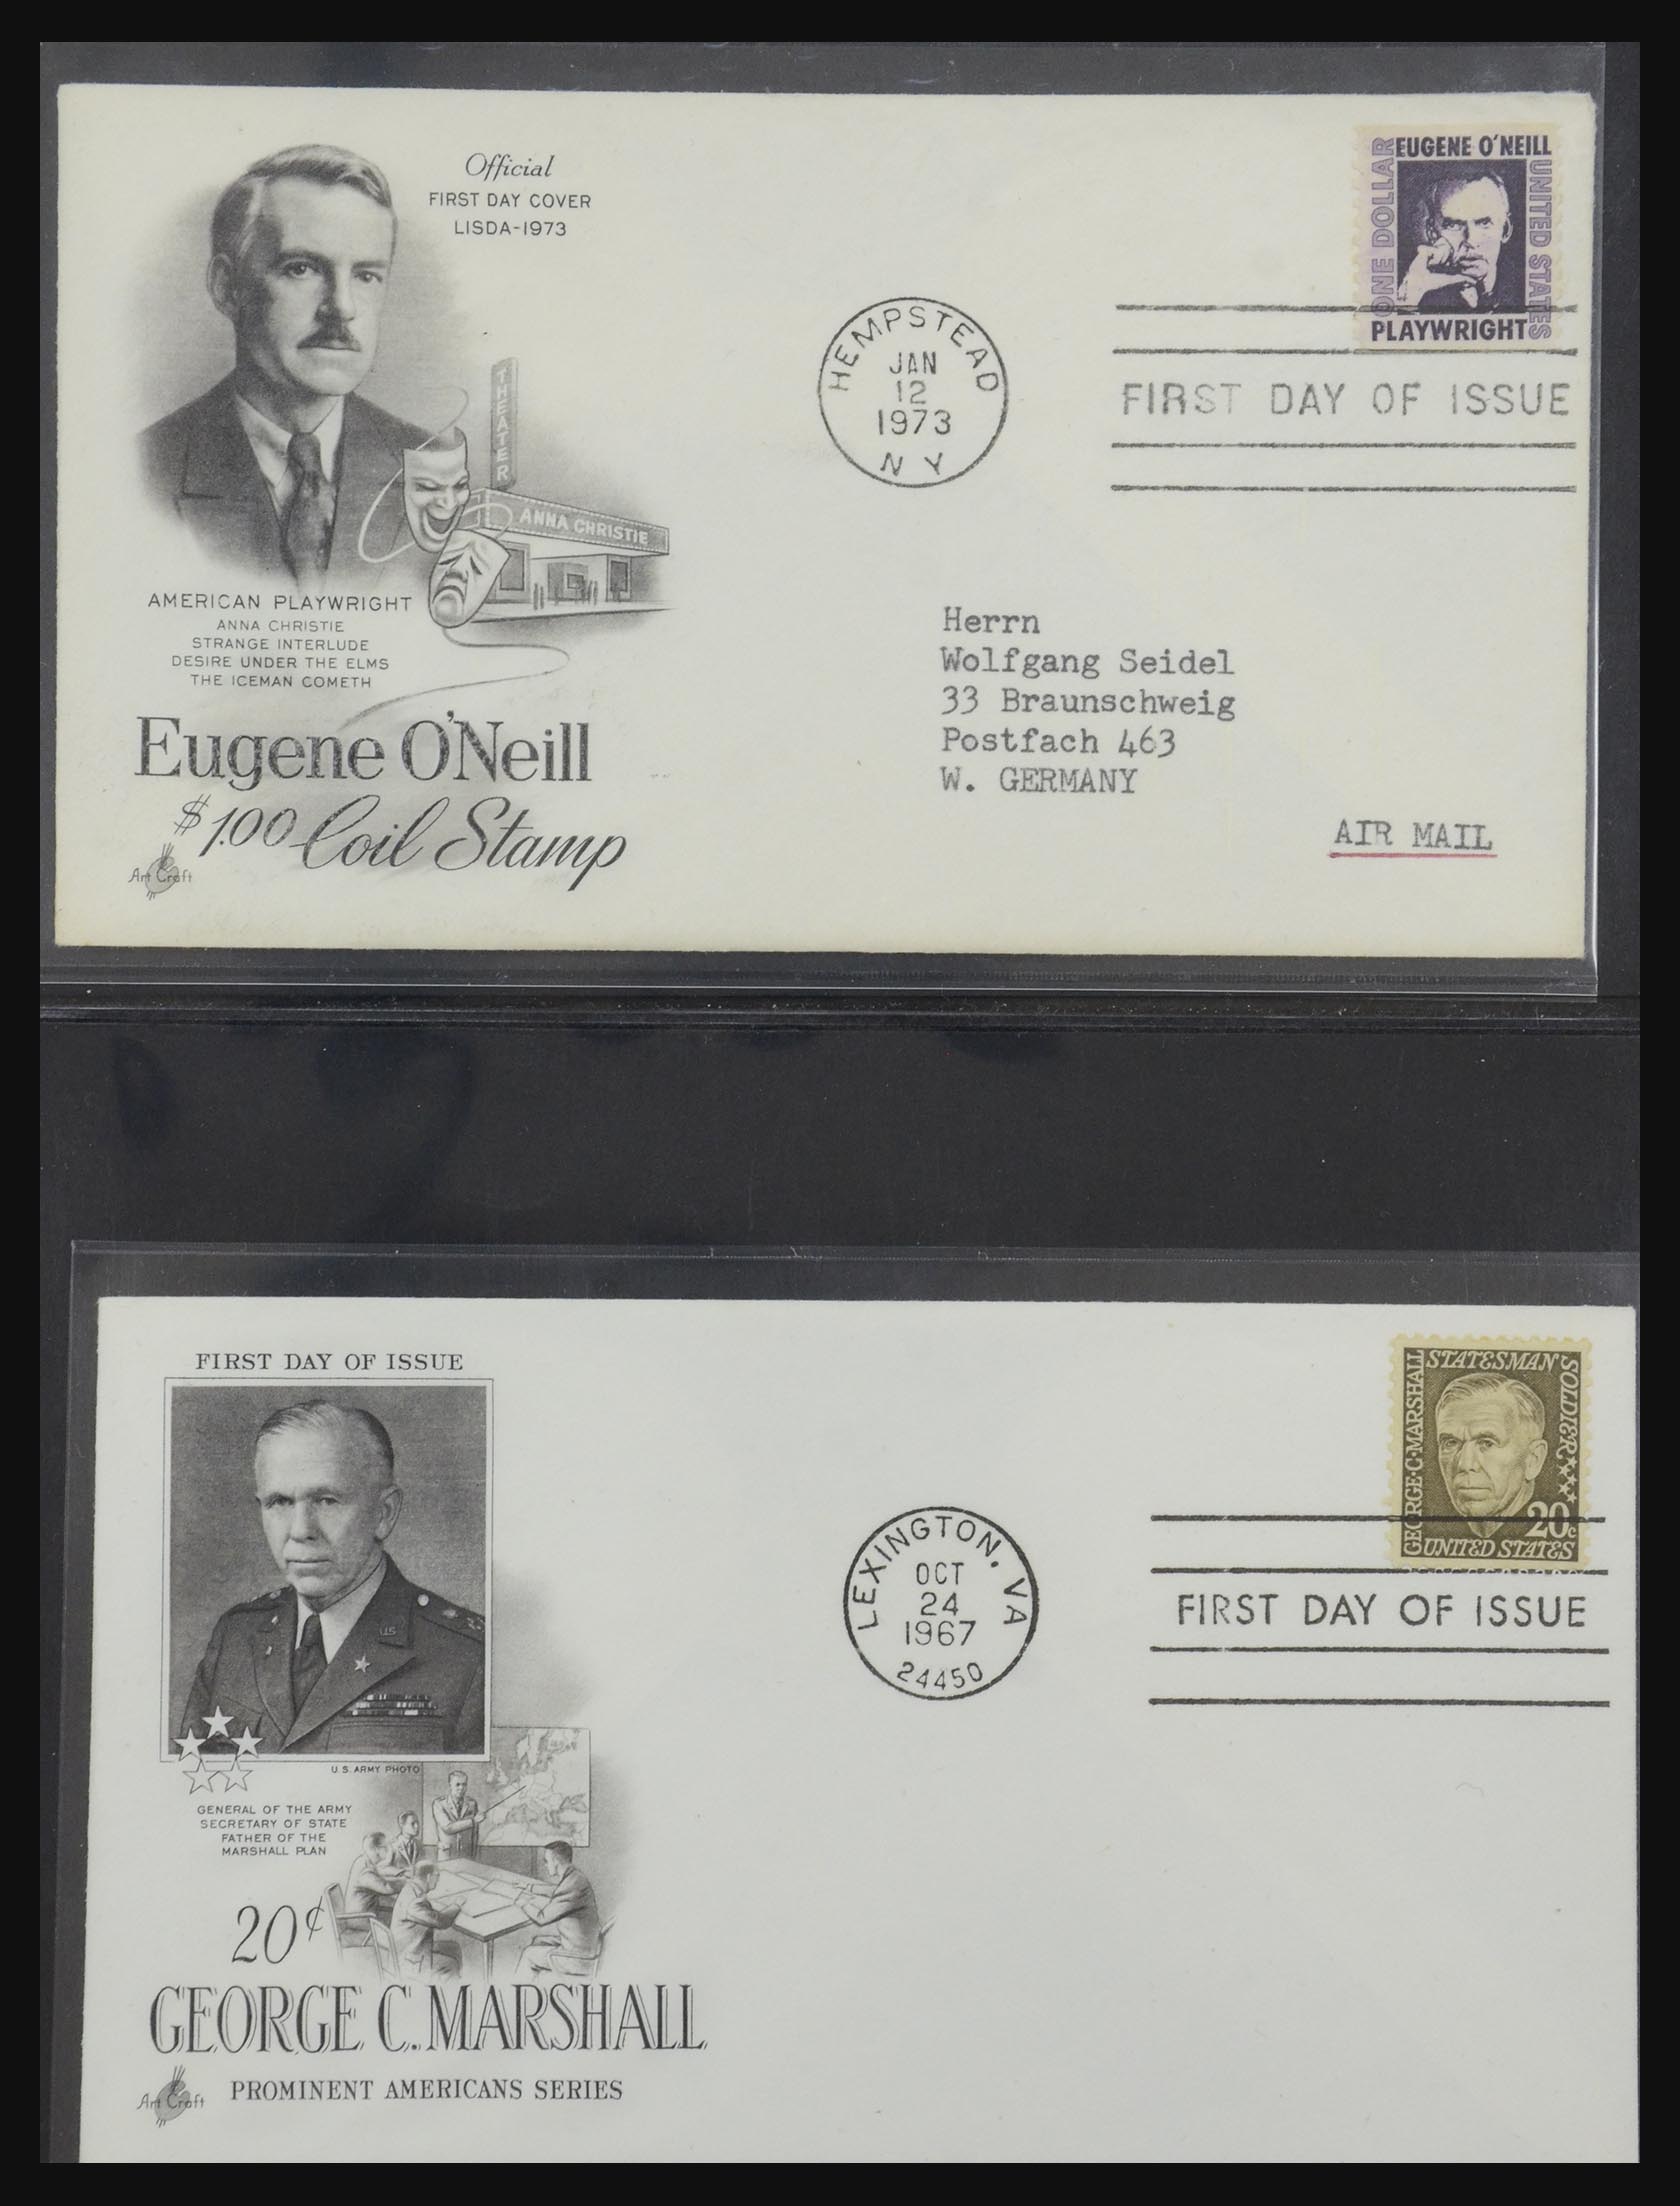 Official
FIRST DAY COVER
LISDA-1973
EUGENE O'NEILL
ONE DOLLAR
UNITED STATES
PLAYWRIGHT
HEMPSTEAD
JAN
12
1973
N Y
FIRST DAY OF ISSUE
THEATER
ANNA CHRISTIE
AMERICAN PLAYWRIGHT
ANNA CHRISTIE
STRANGE INTERLUDE
DESIRE UNDER THE ELMS
THE ICEMAN COMETH
Eugene O'Neill
$1.00 Coil Stamp
Art Craft
Herrn
Wolfgang Seidel
33 Braunschweig
Postfach 463
W. GERMANY
AIR MAIL
FIRST DAY OF ISSUE
US
U.S. ARMY PHOTO
GENERAL OF THE ARMY
SECRETARY OF STATE
FATHER OF THE
MARSHALL PLAN
20¢
GEORGE C. MARSHALL
Art Craft
PROMINENT AMERICANS SERIES
LEXINGTON, VA
OCT
24
1967
24450
GEORGE·C·MARSHALL
STATESMAN
SOLDIER
20c
UNITED STATES
FIRST DAY OF ISSUE